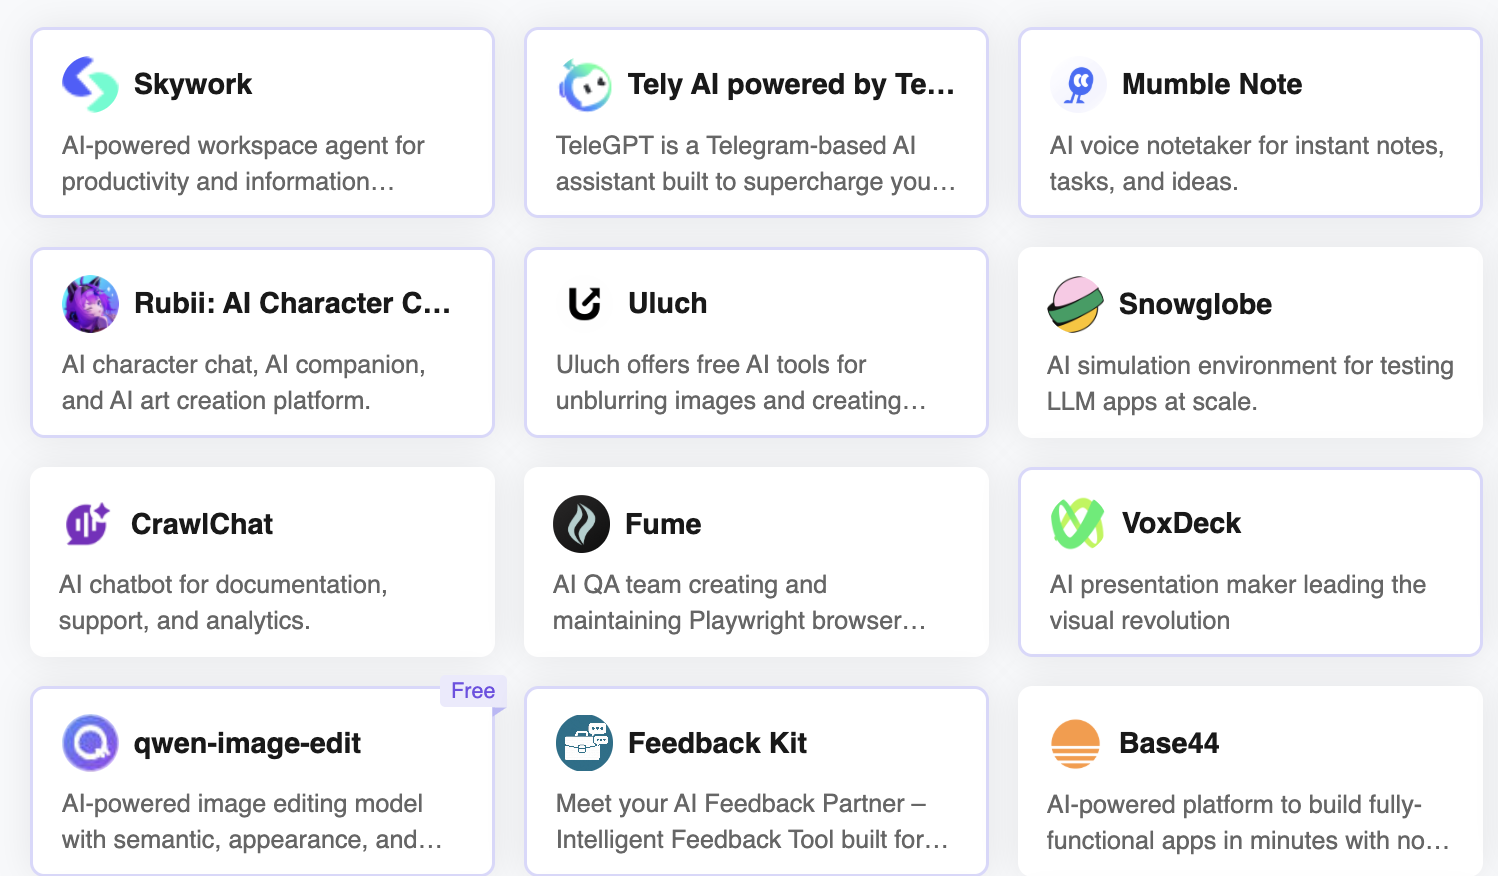 Skywork
AI-powered workspace agent for
productivity and information…
Tely AI powered by Te…
TeleGPT is a Telegram-based AI
assistant built to supercharge you…
Mumble Note
AI voice notetaker for instant notes,
tasks, and ideas.
Rubii: AI Character C…
AI character chat, AI companion,
and AI art creation platform.
Uluch
Uluch offers free AI tools for
unblurring images and creating…
Snowglobe
AI simulation environment for testing
LLM apps at scale.
CrawlChat
AI chatbot for documentation,
support, and analytics.
Fume
AI QA team creating and
maintaining Playwright browser…
VoxDeck
AI presentation maker leading the
visual revolution
Free
qwen-image-edit
AI-powered image editing model
with semantic, appearance, and…
Feedback Kit
Meet your AI Feedback Partner –
Intelligent Feedback Tool built for…
Base44
AI-powered platform to build fully-
functional apps in minutes with no…